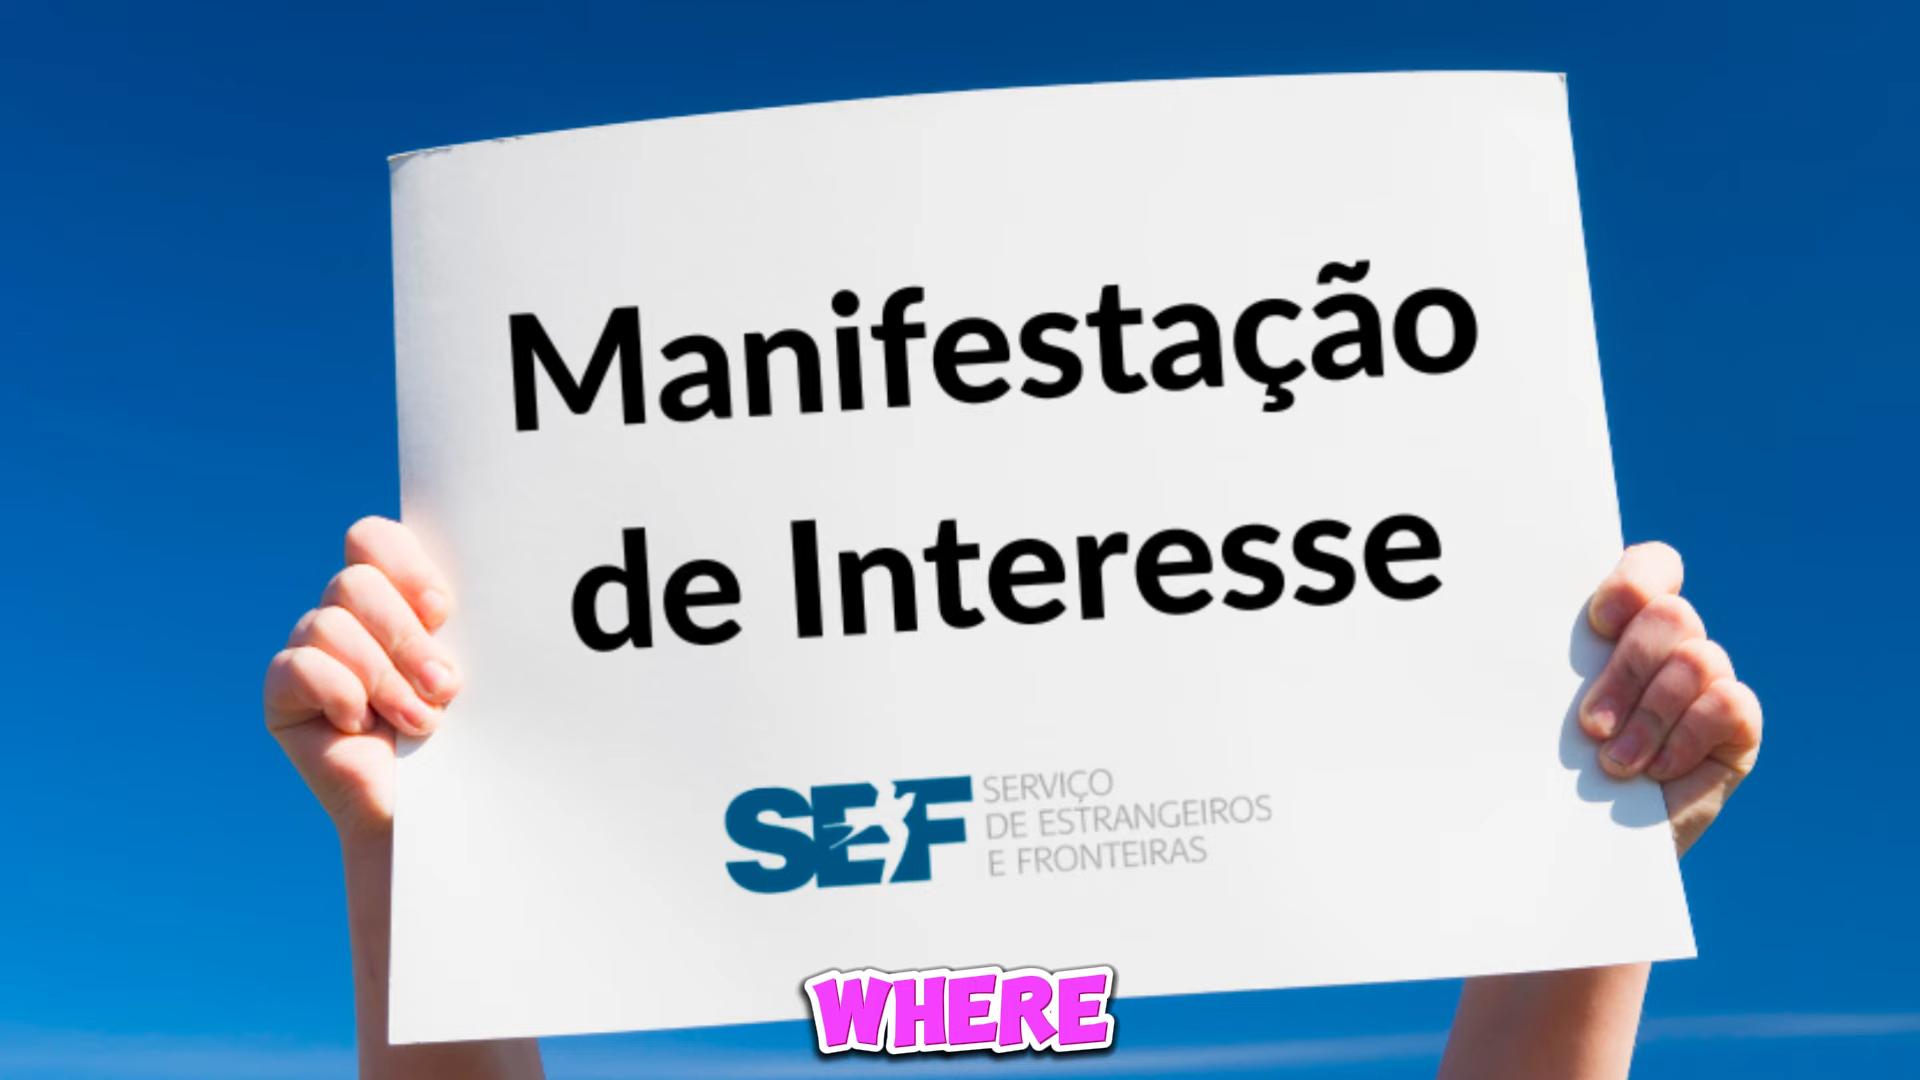 Manifestação
de Interesse
SEF
SERVIÇO
DE ESTRANGEIROS
E FRONTEIRAS
WHERE